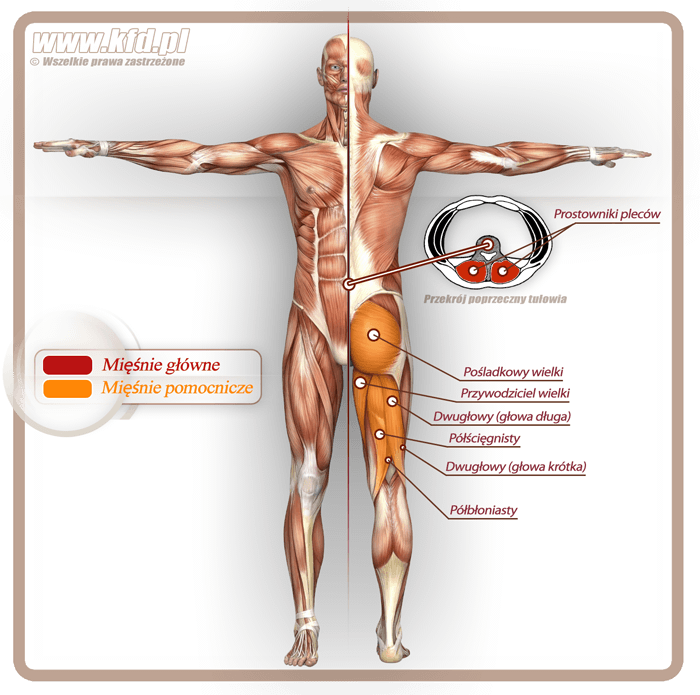 www.kfd.pl
© Wszelkie prawa zastrzeżone
Prostowniki pleców
Przekrój poprzeczny tułowia
Mięśnie główne
Mięśnie pomocnicze
Pośladkowy wielki
Przywodziciel wielki
Dwugłowy (głowa długa)
Półścięgnisty
Dwugłowy (głowa krótka)
Półbłoniasty